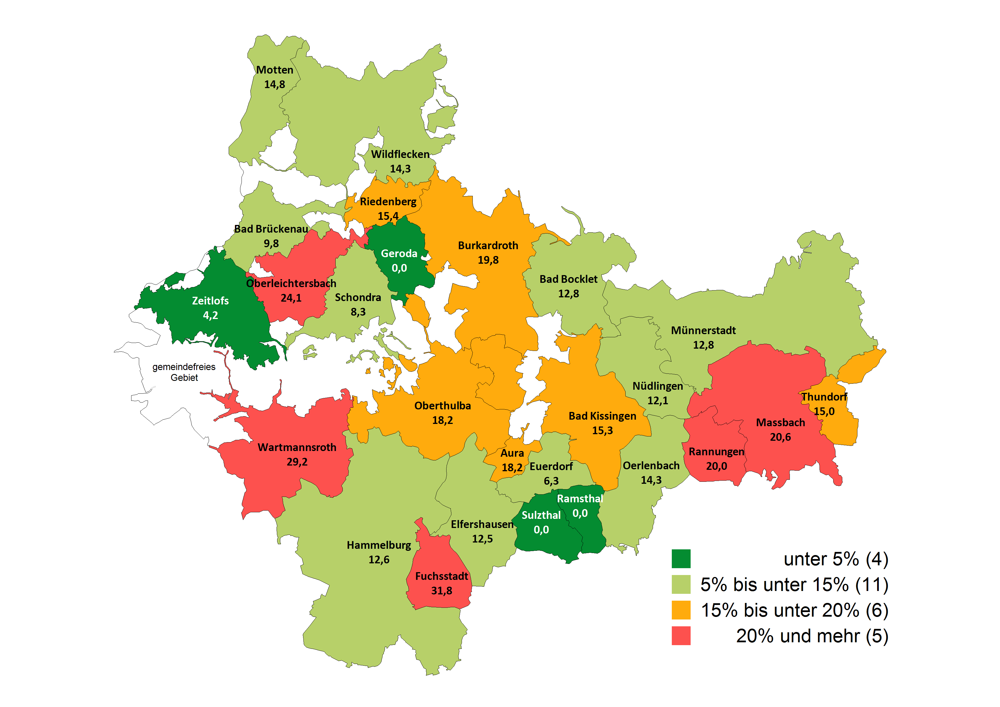 Motten
14,8
Wildflecken
14,3
Riedenberg
15,4
Bad Brückenau
9,8
Burkardroth
19,8
Geroda
0,0
Bad Bocklet
12,8
Oberleichtersbach
24,1
Schondra
8,3
Zeitlofs
4,2
Münnerstadt
12,8
gemeindefreies
Gebiet
Nüdlingen
12,1
Thundorf
15,0
Oberthulba
18,2
Bad Kissingen
15,3
Massbach
20,6
Wartmannsroth
29,2
Rannungen
20,0
Aura
18,2
Euerdorf
6,3
Oerlenbach
14,3
Ramsthal
0,0
Sulzthal
0,0
Elfershausen
12,5
Hammelburg
12,6
Fuchsstadt
31,8
unter 5% (4)
5% bis unter 15% (11)
15% bis unter 20% (6)
20% und mehr (5)